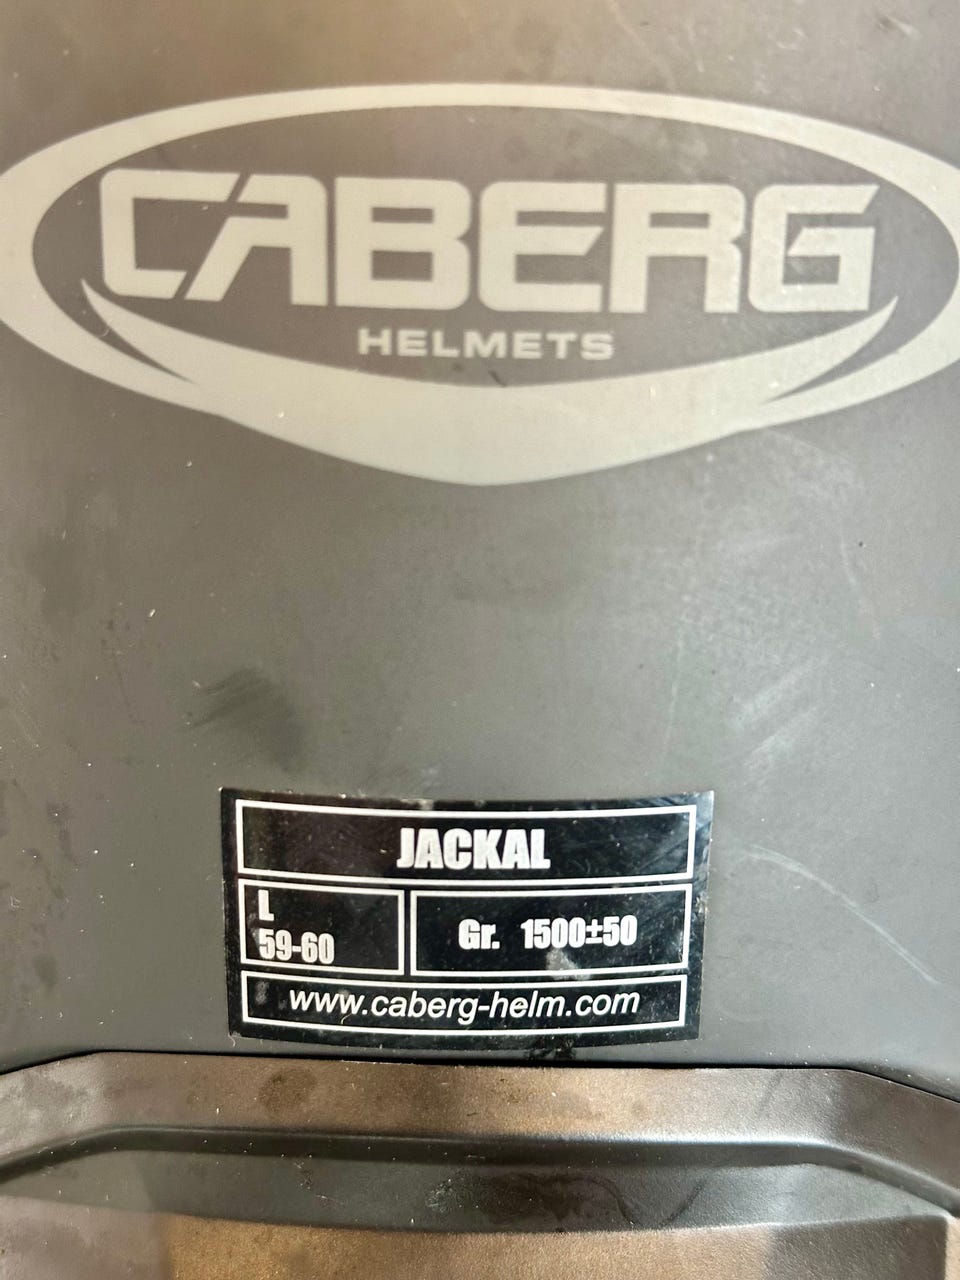 CABERG
HELMETS
JACKAL
L
59-60
Gr. 1500±50
www.caberg-helm.com